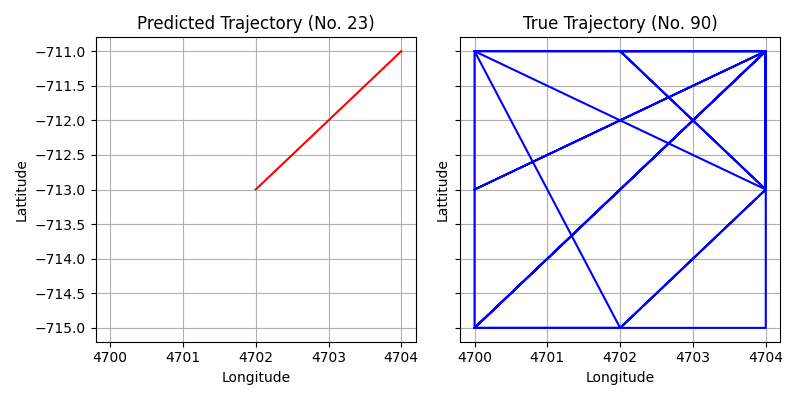 Predicted Trajectory (No. 23)
True Trajectory (No. 90)
Lattitude
−711.0
−711.5
−712.0
−712.5
−713.0
−713.5
−714.0
−714.5
−715.0
4700 4701 4702 4703 4704
Longitude
Lattitude
4700 4701 4702 4703 4704
Longitude